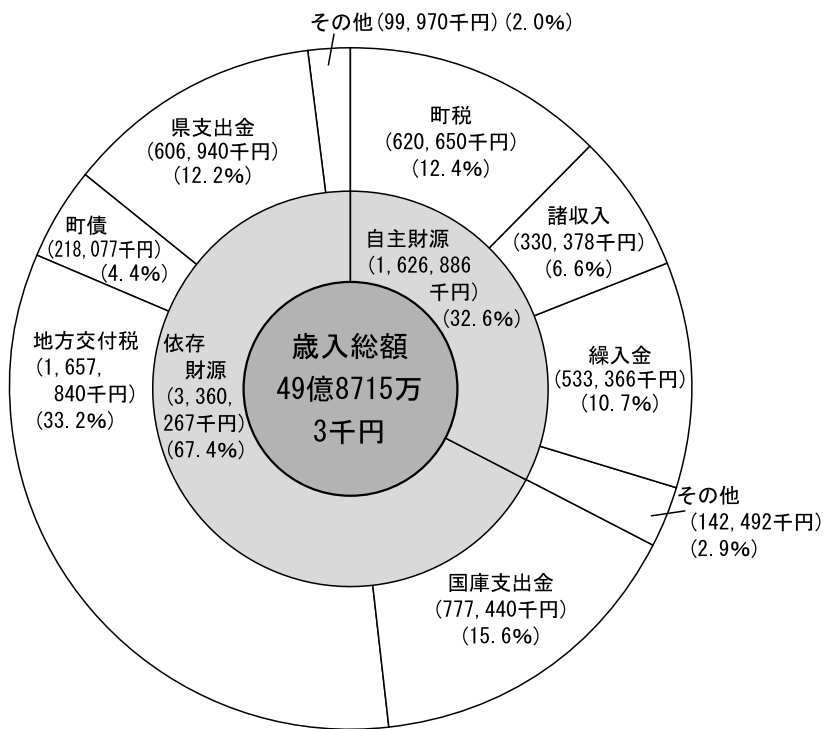 その他(99,970千円)(2.0%)
町税
(620,650千円)
(12.4%)
諸収入
(330,378千円)
(6.6%)
繰入金
(533,366千円)
(10.7%)
その他
(142,492千円)
(2.9%)
国庫支出金
(777,440千円)
(15.6%)
地方交付税
(1,657,
840千円)
(33.2%)
町債
(218,077千円)
(4.4%)
県支出金
(606,940千円)
(12.2%)
自主財源
(1,626,886
千円)
(32.6%)
依存
財源
(3,360,
267千円)
(67.4%)
歳入総額
49億8715万
3千円